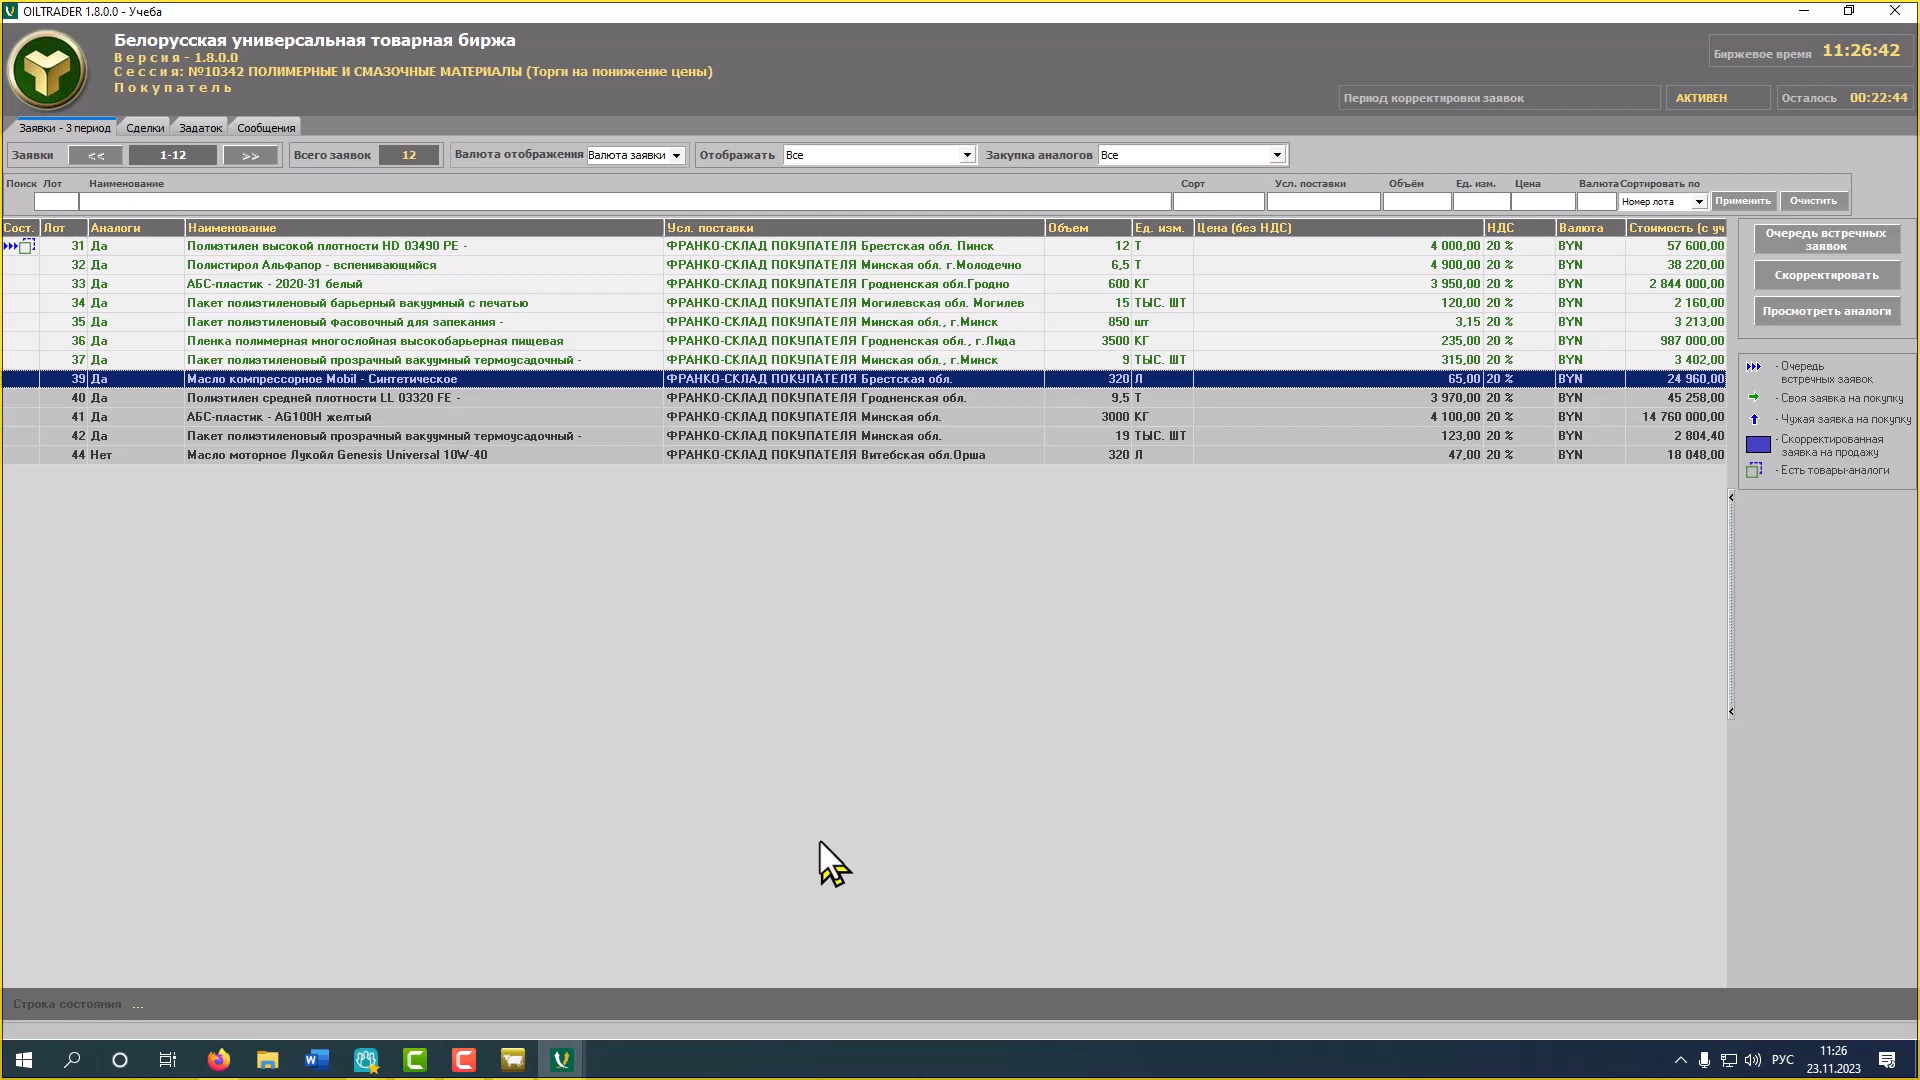 OILTRADER 1.8.0.0 - Учеба
Белорусская универсальная товарная биржа
Версия - 1.8.0.0
Сессия: №10342 ПОЛИМЕРНЫЕ И СМАЗОЧНЫЕ МАТЕРИАЛЫ (Торги на понижение цены)
Покупатель
Биржевое время 11:26:42
Период корректировки заявок АКТИВЕН Осталось 00:22:44
Заявки - 3 период Сделки Задаток Сообщения
Заявки << 1-12 >> Всего заявок 12 Валюта отображения Валюта заявки Отображать Все Закупка аналогов Все
Поиск Лот Наименование Сорт Усл. поставки Объём Ед. изм. Цена Валюта Сортировать по
Номер лота Применить Очистить
Сост. Лот Аналоги Наименование Усл. поставки Объем Ед. изм. Цена (без НДС) НДС Валюта Стоимость (с уч
31 Да Полиэтилен высокой плотности HD 03490 PE - ФРАНКО-СКЛАД ПОКУПАТЕЛЯ Брестская обл. Пинск 12 Т 4 000,00 20 % BYN 57 600,00
32 Да Полистирол Альфапор - вспенивающийся ФРАНКО-СКЛАД ПОКУПАТЕЛЯ Минская обл. г.Молодечно 6,5 Т 4 900,00 20 % BYN 38 220,00
33 Да АБС-пластик - 2020-31 белый ФРАНКО-СКЛАД ПОКУПАТЕЛЯ Гродненская обл.Гродно 600 КГ 3 950,00 20 % BYN 2 844 000,00
34 Да Пакет полиэтиленовый барьерный вакуумный с печатью ФРАНКО-СКЛАД ПОКУПАТЕЛЯ Могилевская обл. Могилев 15 ТЫС. ШТ 120,00 20 % BYN 2 160,00
35 Да Пакет полиэтиленовый фасовочный для запекания - ФРАНКО-СКЛАД ПОКУПАТЕЛЯ Минская обл., г.Минск 850 шт 3,15 20 % BYN 3 213,00
36 Да Пленка полимерная многослойная высокобарьерная пищевая ФРАНКО-СКЛАД ПОКУПАТЕЛЯ Гродненская обл., г.Лида 3500 КГ 235,00 20 % BYN 987 000,00
37 Да Пакет полиэтиленовый прозрачный вакуумный термоусадочный - ФРАНКО-СКЛАД ПОКУПАТЕЛЯ Минская обл., г.Минск 9 ТЫС. ШТ 315,00 20 % BYN 3 402,00
39 Да Масло компрессорное Mobil - Синтетическое ФРАНКО-СКЛАД ПОКУПАТЕЛЯ Брестская обл. 320 Л 65,00 20 % BYN 24 960,00
40 Да Полиэтилен средней плотности LL 03320 FE - ФРАНКО-СКЛАД ПОКУПАТЕЛЯ Гродненская обл. 9,5 Т 3 970,00 20 % BYN 45 258,00
41 Да АБС-пластик - AG100H желтый ФРАНКО-СКЛАД ПОКУПАТЕЛЯ Минская обл. 3000 КГ 4 100,00 20 % BYN 14 760 000,00
42 Да Пакет полиэтиленовый прозрачный вакуумный термоусадочный - ФРАНКО-СКЛАД ПОКУПАТЕЛЯ Минская обл. 19 ТЫС. ШТ 123,00 20 % BYN 2 804,40
44 Нет Масло моторное Лукойл Genesis Universal 10W-40 ФРАНКО-СКЛАД ПОКУПАТЕЛЯ Витебская обл.Орша 320 Л 47,00 20 % BYN 18 048,00
Очередь встречных
заявок
Скорректировать
Просмотреть аналоги
- Очередь
встречных заявок
- Своя заявка на покупку
- Чужая заявка на покупку
- Скорректированная
заявка на продажу
- Есть товары-аналоги
Строка состояния ...
РУС
11:26
23.11.2023